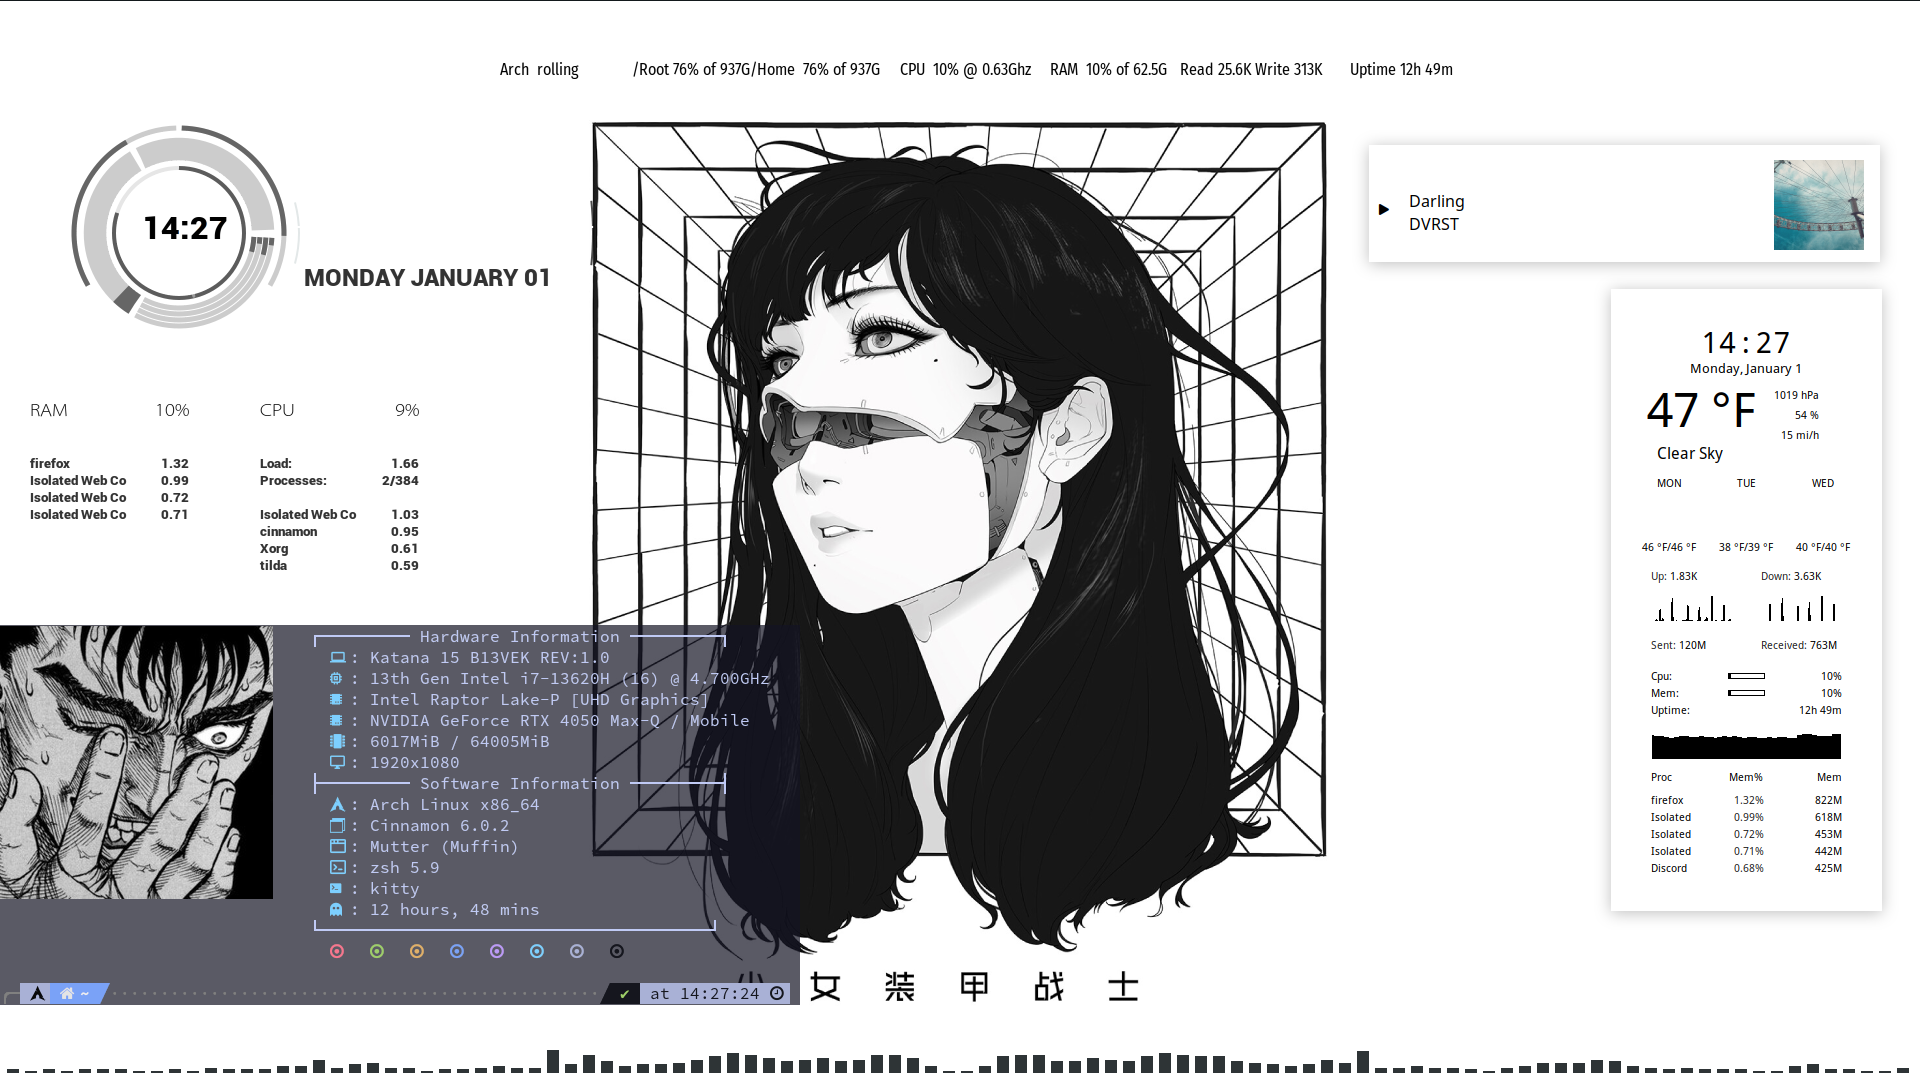 Arch rolling /Root 76% of 937G/Home 76% of 937G CPU 10% @ 0.63Ghz RAM 10% of 62.5G Read 25.6K Write 313K Uptime 12h 49m
14:27
MONDAY JANUARY 01
RAM 10%
firefox 1.32
Isolated Web Co 0.99
Isolated Web Co 0.72
Isolated Web Co 0.71
CPU 9%
Load: 1.66
Processes: 2/384
Isolated Web Co 1.03
cinnamon 0.95
Xorg 0.61
tilda 0.59
Darling
DVRST
14:27
Monday, January 1
47 °F
1019 hPa
54 %
15 mi/h
Clear Sky
MON TUE WED
46 °F/46 °F 38 °F/39 °F 40 °F/40 °F
Up: 1.83K Down: 3.63K
Sent: 120M Received: 763M
Cpu: 10%
Mem: 10%
Uptime: 12h 49m
Proc Mem% Mem
firefox 1.32% 822M
Isolated 0.99% 618M
Isolated 0.72% 453M
Isolated 0.71% 442M
Discord 0.68% 425M
Hardware Information
: Katana 15 B13VEK REV:1.0
: 13th Gen Intel i7-13620H (16) @ 4.700GHz
: Intel Raptor Lake-P [UHD Graphics]
: NVIDIA GeForce RTX 4050 Max-Q / Mobile
: 6017MiB / 64005MiB
: 1920x1080
Software Information
: Arch Linux x86_64
: Cinnamon 6.0.2
: Mutter (Muffin)
: zsh 5.9
: kitty
: 12 hours, 48 mins
~ ✔ at 14:27:24
女装甲战士